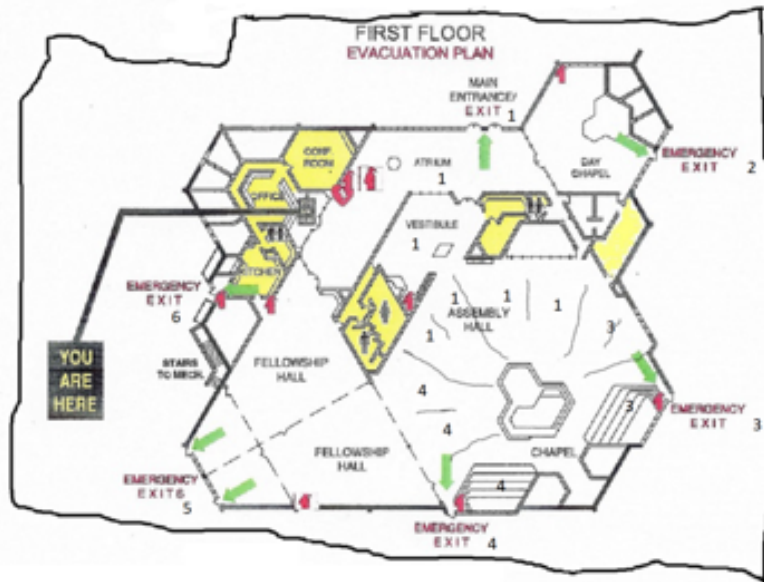 FIRST FLOOR
EVACUATION PLAN
MAIN
ENTRANCE/
EXIT
1
CONF.
ROOM
ATRIUM
1
DAY
CHAPEL
EMERGENCY
EXIT
2
OFFICE
VESTIBULE
1
KITCHEN
EMERGENCY
EXIT
6
1
1
1
ASSEMBLY
HALL
1
3
YOU
ARE
HERE
STAIRS
TO MECH.
FELLOWSHIP
HALL
4
3
EMERGENCY
EXIT
3
4
FELLOWSHIP
HALL
CHAPEL
EMERGENCY
EXITS
5
4
EMERGENCY
EXIT
4